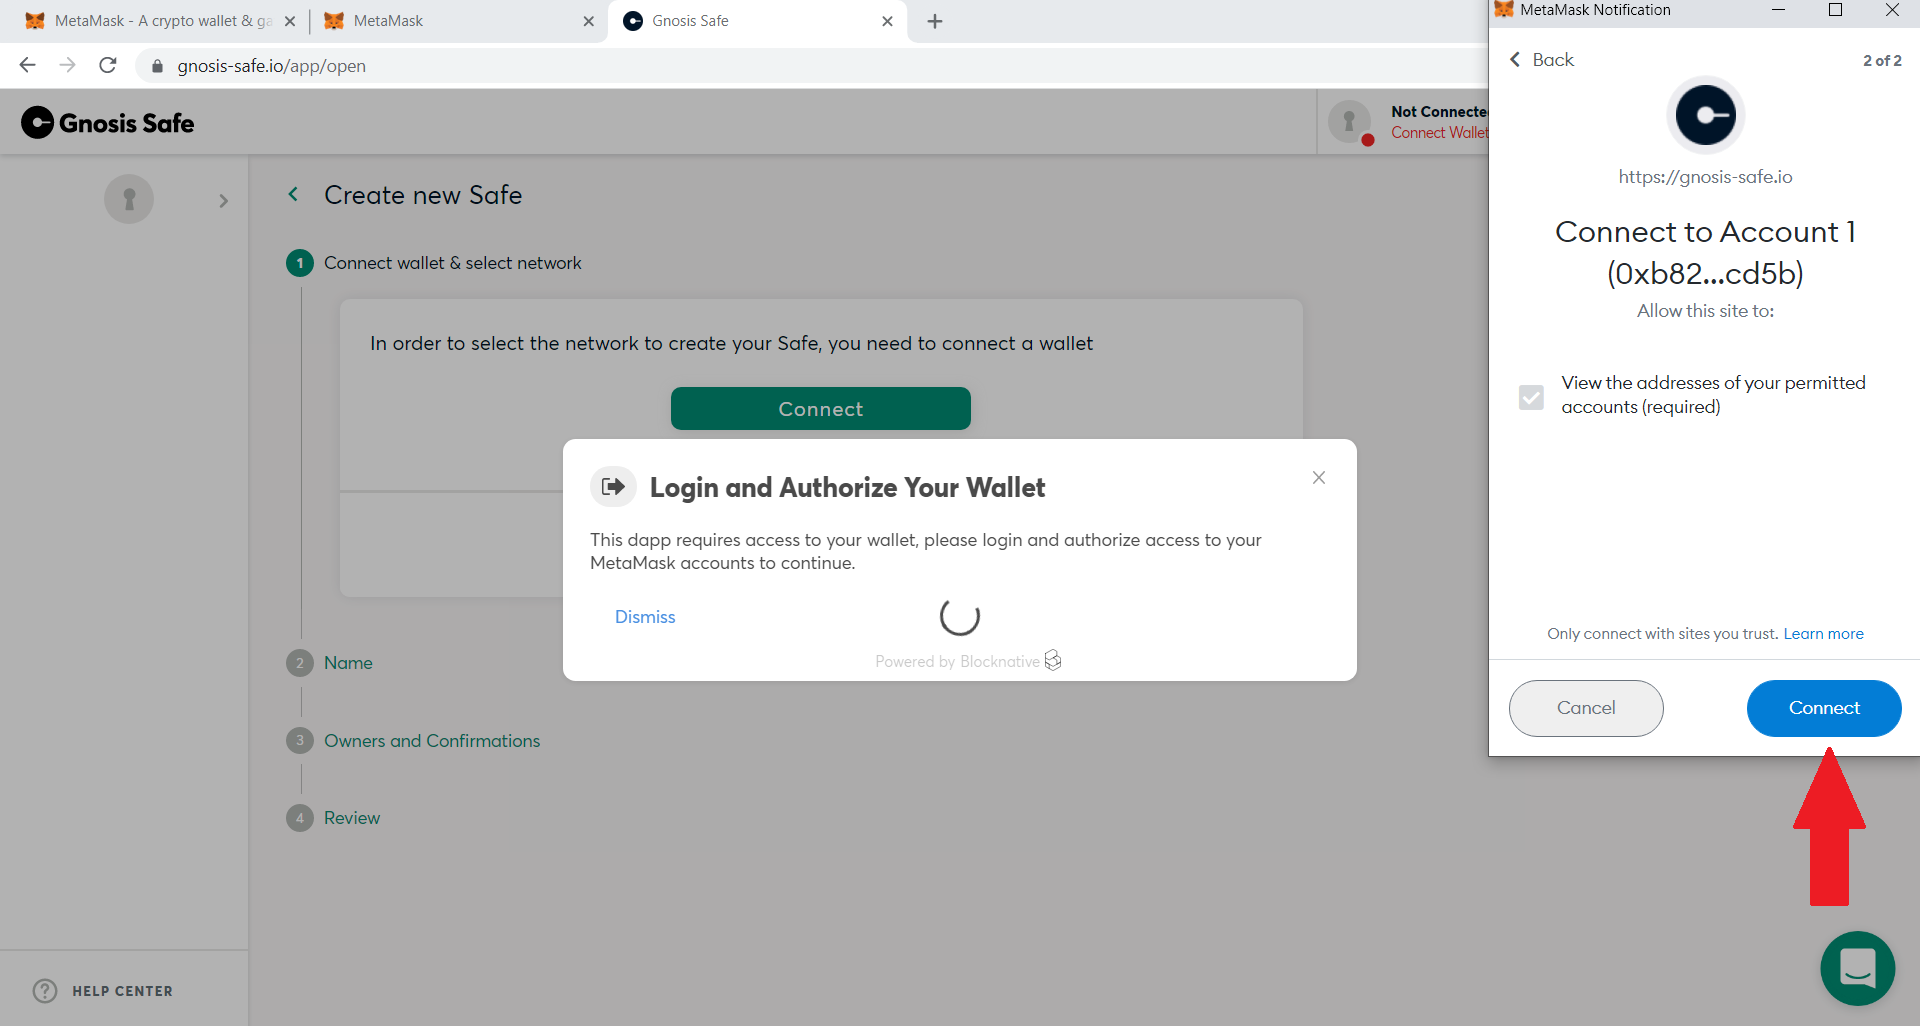 MetaMask - A crypto wallet & ga
MetaMask
Gnosis Safe
gnosis-safe.io/app/open
Gnosis Safe
Not Connecte
Connect Wallet
Create new Safe
1 Connect wallet & select network
In order to select the network to create your Safe, you need to connect a wallet
Connect
Login and Authorize Your Wallet
This dapp requires access to your wallet, please login and authorize access to your
MetaMask accounts to continue.
Dismiss
Powered by Blocknative
2 Name
3 Owners and Confirmations
4 Review
? HELP CENTER
MetaMask Notification
Back
2 of 2
https://gnosis-safe.io
Connect to Account 1
(0xb82...cd5b)
Allow this site to:
View the addresses of your permitted
accounts (required)
Only connect with sites you trust. Learn more
Cancel
Connect